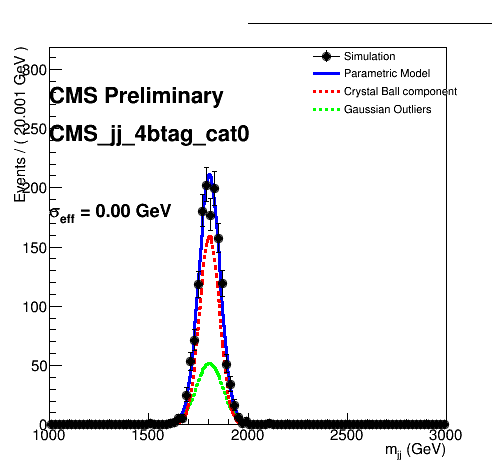 Events / ( 20.001 GeV )
300
250
200
150
100
50
0
CMS Preliminary
CMS_jj_4btag_cat0
σeff = 0.00 GeV
Simulation
Parametric Model
Crystal Ball component
Gaussian Outliers
1000 1500 2000 2500 3000
mjj (GeV)